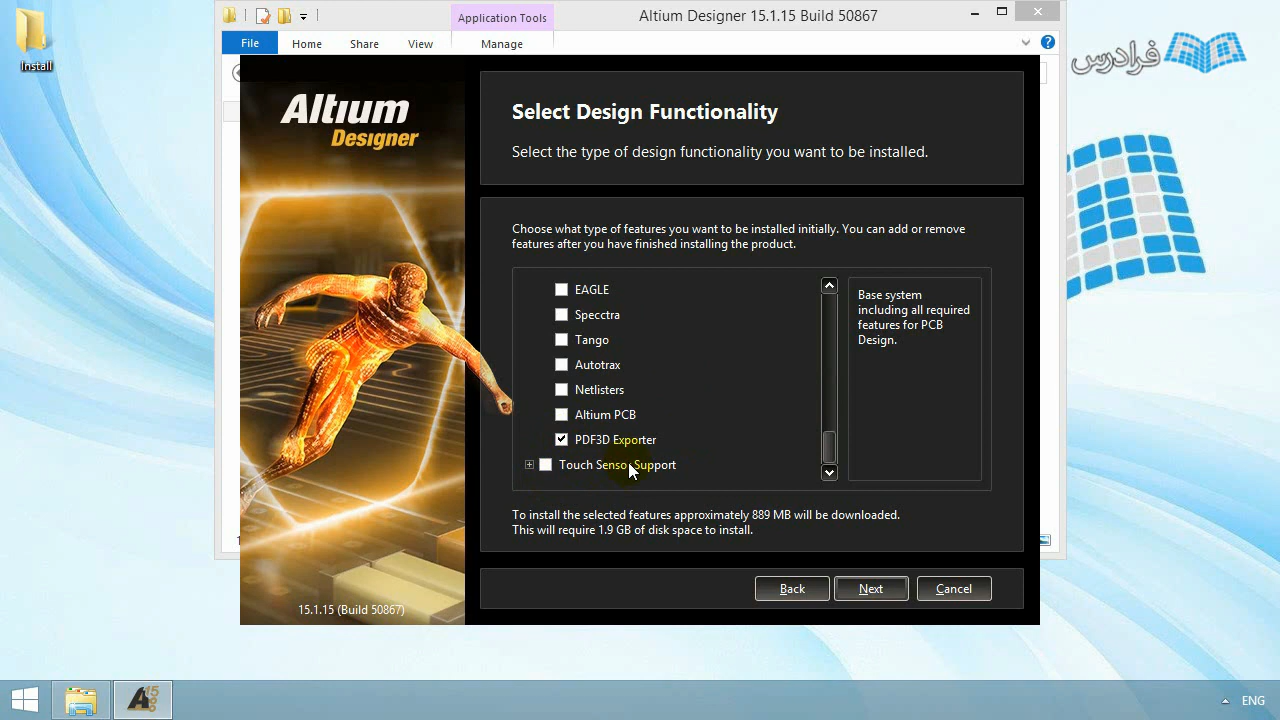 Application Tools
Altium Designer 15.1.15 Build 50867
File
Home
Share
View
Manage
Install
فرادرس
Altium
Designer
Select Design Functionality
Select the type of design functionality you want to be installed.
Choose what type of features you want to be installed initially. You can add or remove
features after you have finished installing the product.
EAGLE
Specctra
Tango
Autotrax
Netlisters
Altium PCB
PDF3D Exporter
Touch Sensor Support
Base system
including all required
features for PCB
Design.
To install the selected features approximately 889 MB will be downloaded.
This will require 1.9 GB of disk space to install.
Back
Next
Cancel
15.1.15 (Build 50867)
ENG